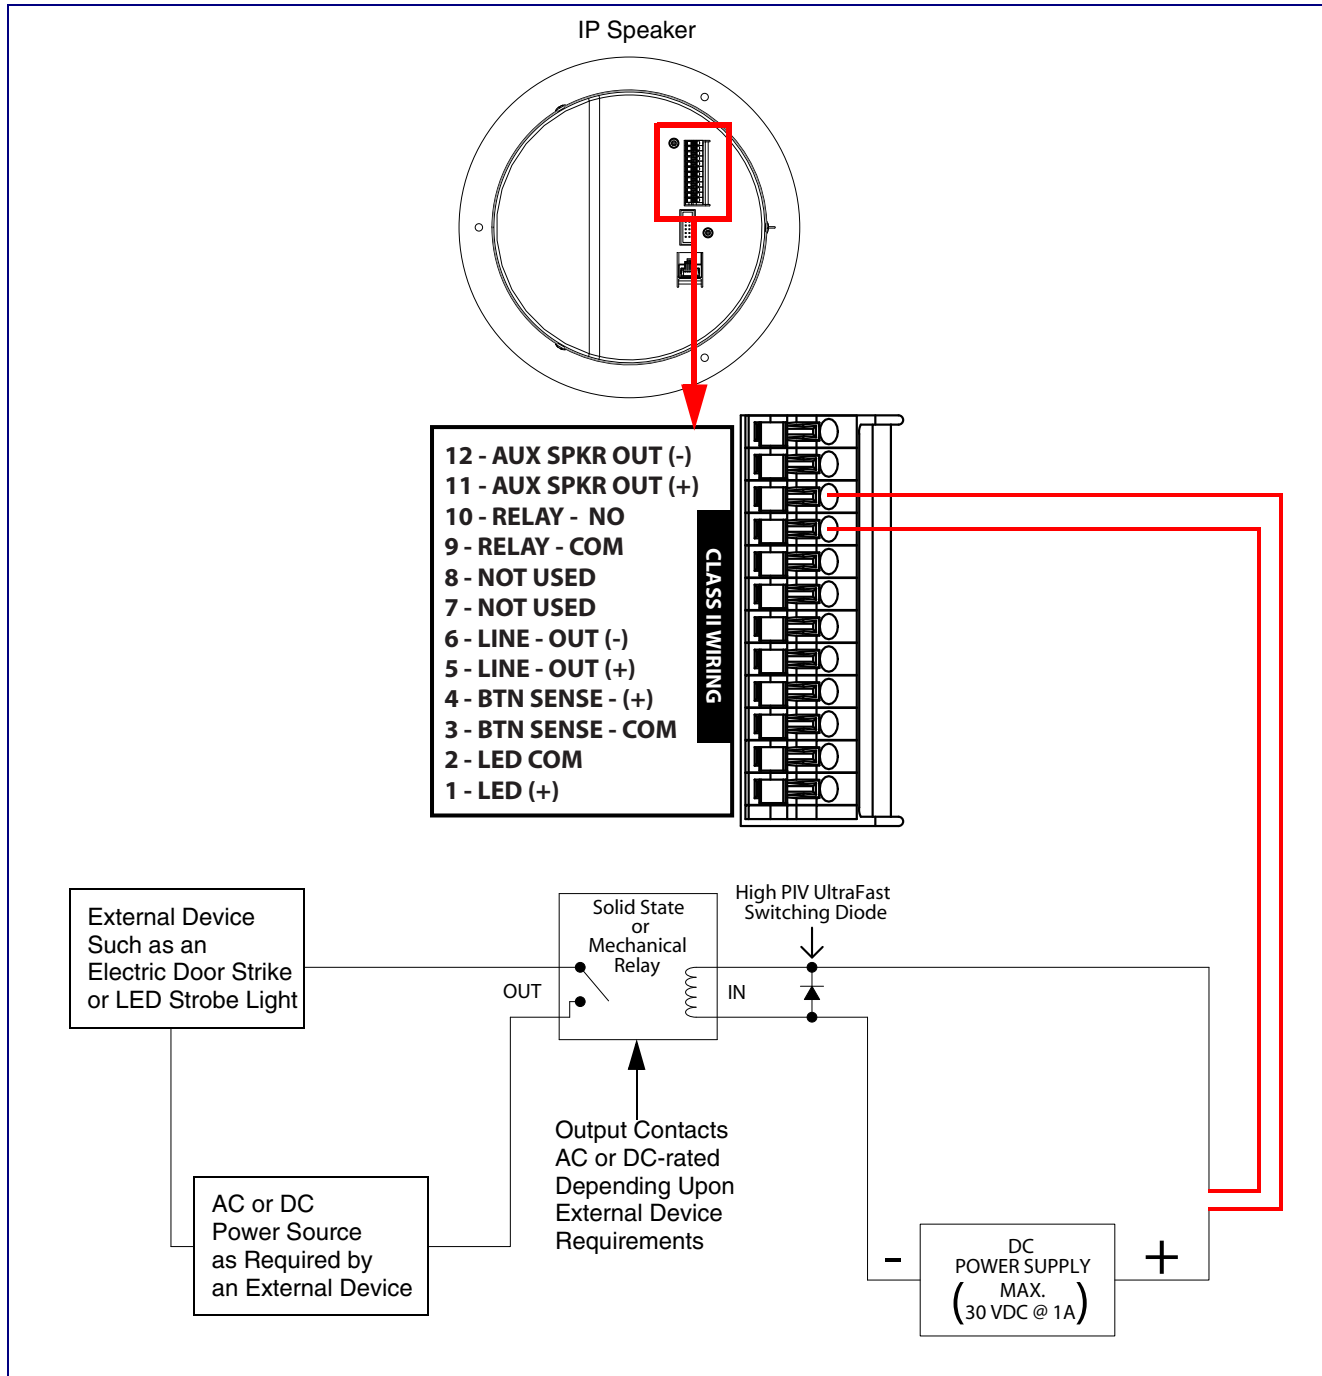 IP Speaker
12 - AUX SPKR OUT (-)
11 - AUX SPKR OUT (+)
10 - RELAY - NO
9 - RELAY - COM
8 - NOT USED
7 - NOT USED
6 - LINE - OUT (-)
5 - LINE - OUT (+)
4 - BTN SENSE - (+)
3 - BTN SENSE - COM
2 - LED COM
1 - LED (+)
CLASS II WIRING
External Device
Such as an
Electric Door Strike
or LED Strobe Light
Solid State
or
Mechanical
Relay
OUT
IN
High PIV UltraFast
Switching Diode
Output Contacts
AC or DC-rated
Depending Upon
External Device
Requirements
AC or DC
Power Source
as Required by
an External Device
-
DC
POWER SUPPLY
(MAX.
30 VDC @ 1A)
+